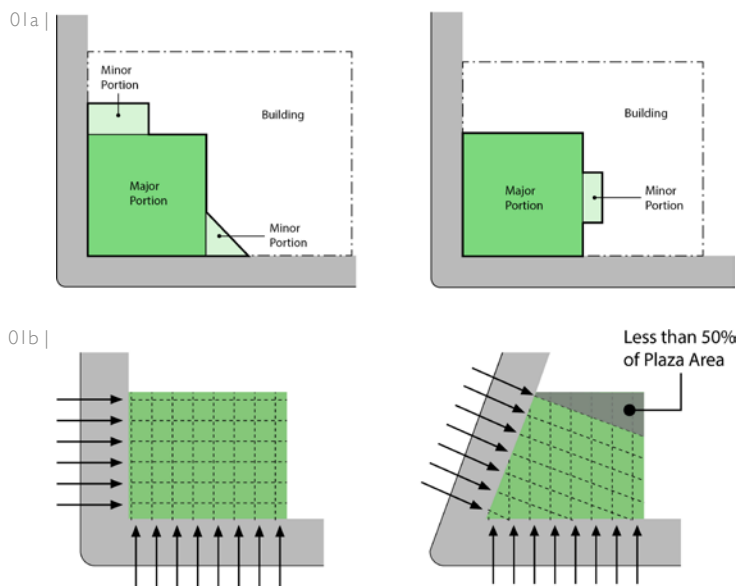 01a|
Minor
Portion
Building
Major
Portion
Minor
Portion
Building
Major
Portion
Minor
Portion
01b|
Less than 50%
of Plaza Area